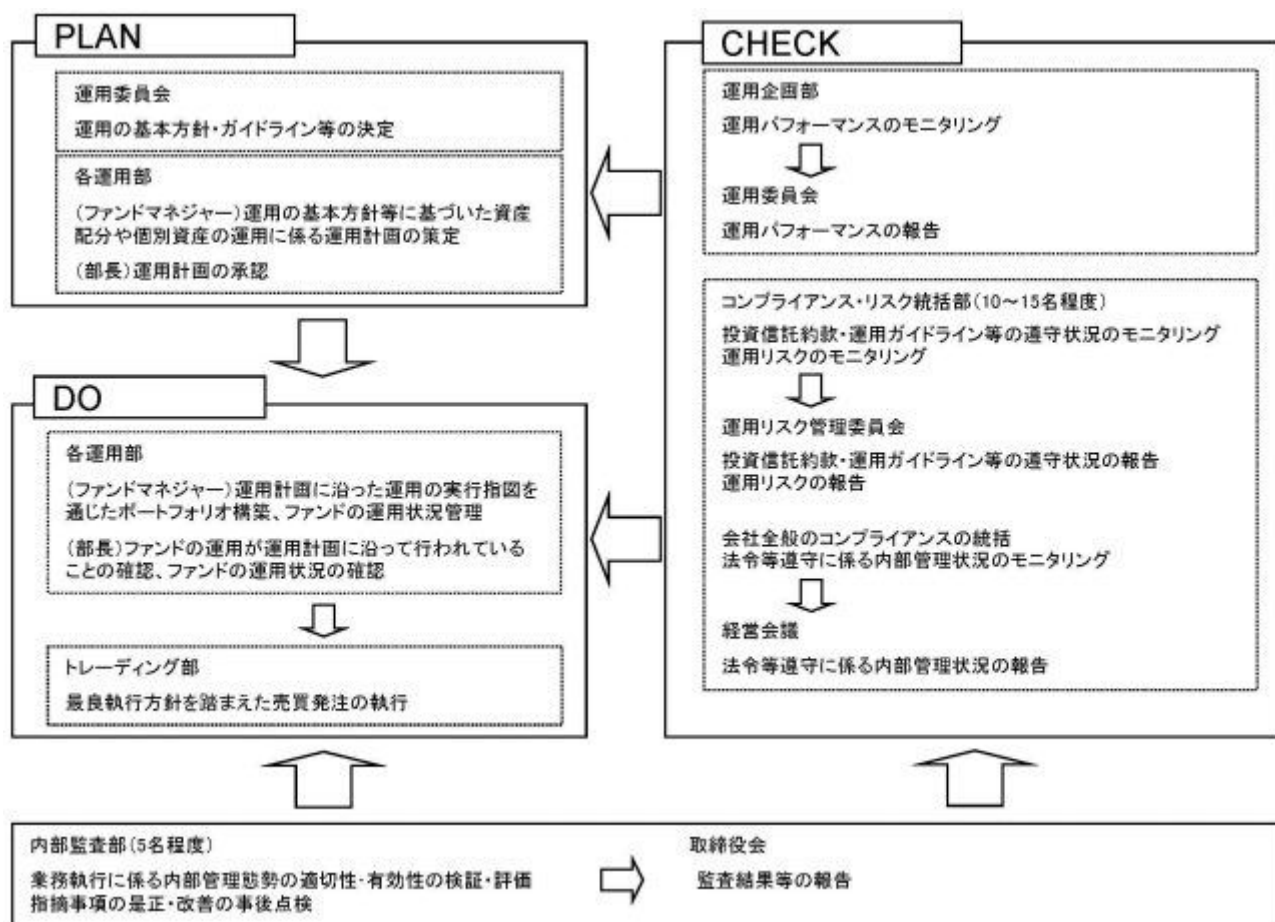 PLAN
運用委員会
運用の基本方針・ガイドライン等の決定
各運用部
(ファンドマネジャー)運用の基本方針等に基づいた資産
配分や個別資産の運用に係る運用計画の策定
(部長)運用計画の承認
DO
各運用部
(ファンドマネジャー)運用計画に沿った運用の実行指図を
通じたポートフォリオ構築、ファンドの運用状況管理
(部長)ファンドの運用が運用計画に沿って行われている
ことの確認、ファンドの運用状況の確認
トレーディング部
最良執行方針を踏まえた売買発注の執行
CHECK
運用企画部
運用パフォーマンスのモニタリング
運用委員会
運用パフォーマンスの報告
コンプライアンス・リスク統括部(10~15名程度)
投資信託約款・運用ガイドライン等の遵守状況のモニタリング
運用リスクのモニタリング
運用リスク管理委員会
投資信託約款・運用ガイドライン等の遵守状況の報告
運用リスクの報告
会社全般のコンプライアンスの統括
法令等遵守に係る内部管理状況のモニタリング
経営会議
法令等遵守に係る内部管理状況の報告
内部監査部(5名程度)
業務執行に係る内部管理態勢の適切性・有効性の検証・評価
指摘事項の是正・改善の事後点検
取締役会
監査結果等の報告